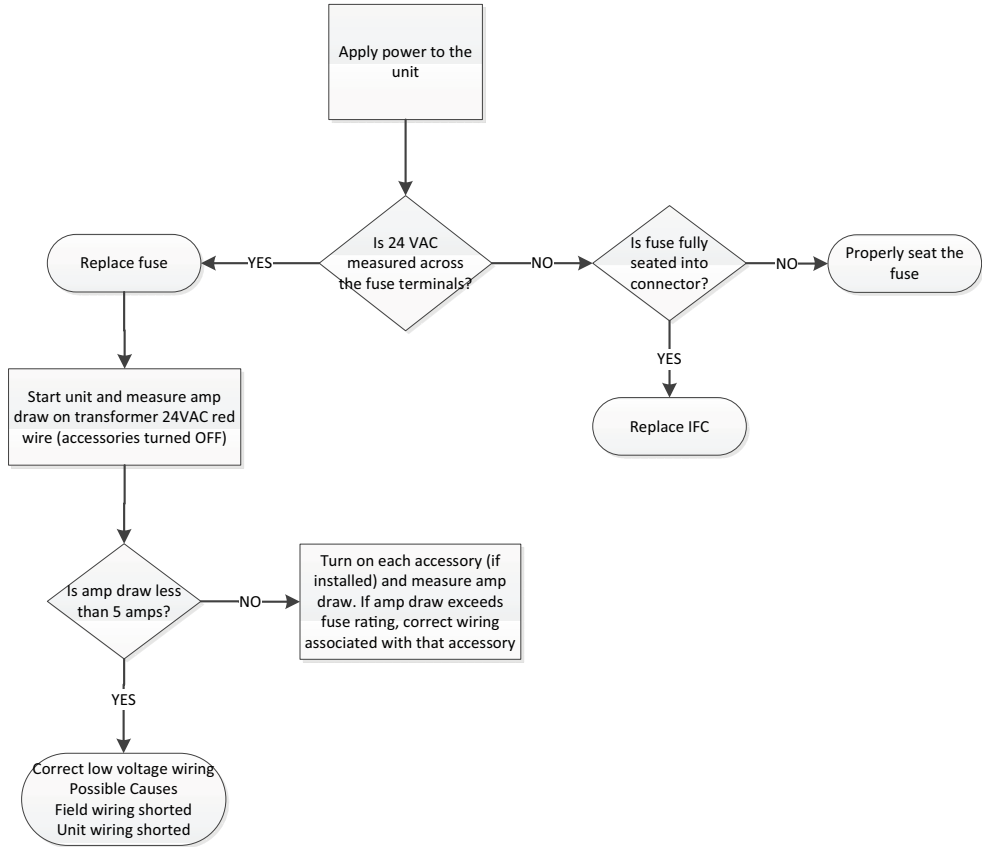 Apply power to the
unit
Is 24 VAC
measured across
the fuse terminals?
YES
Replace fuse
NO
Is fuse fully
seated into
connector?
NO
Properly seat the
fuse
YES
Replace IFC
Start unit and measure amp
draw on transformer 24VAC red
wire (accessories turned OFF)
Is amp draw less
than 5 amps?
NO
Turn on each accessory (if
installed) and measure amp
draw. If amp draw exceeds
fuse rating, correct wiring
associated with that accessory
YES
Correct low voltage wiring
Possible Causes
Field wiring shorted
Unit wiring shorted